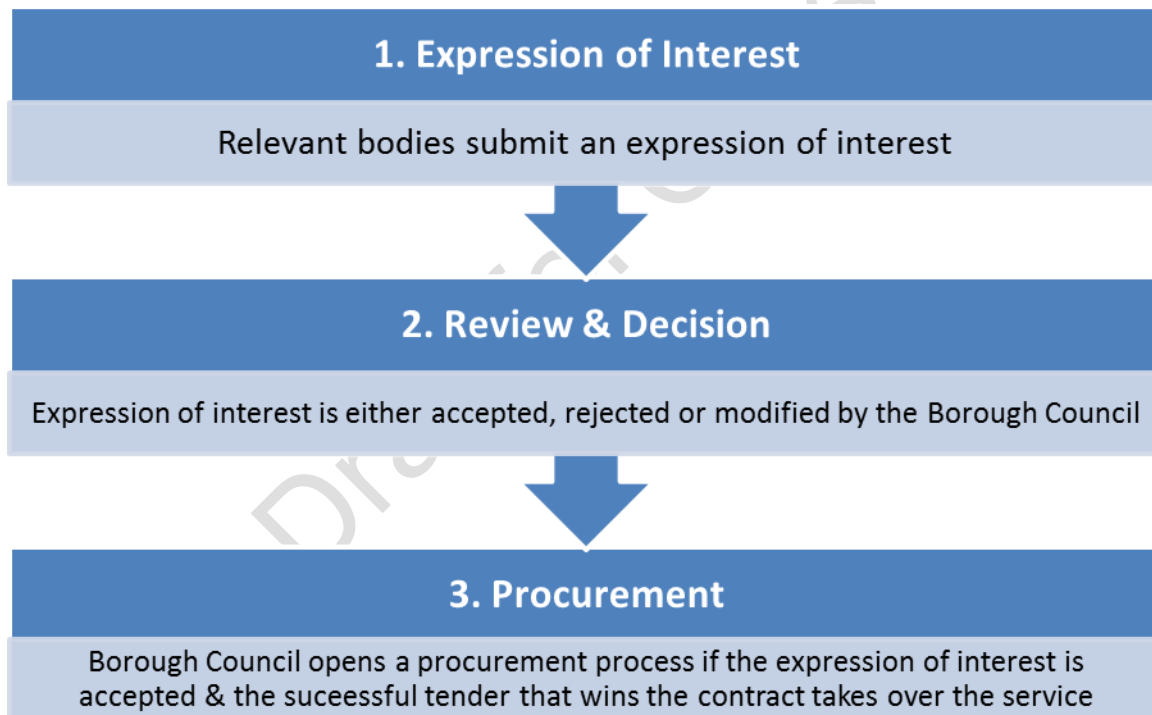 1. Expression of Interest
Relevant bodies submit an expression of interest
2. Review & Decision
Expression of interest is either accepted, rejected or modified by the Borough Council
3. Procurement
Borough Council opens a procurement process if the expression of interest is
accepted & the suceessful tender that wins the contract takes over the service